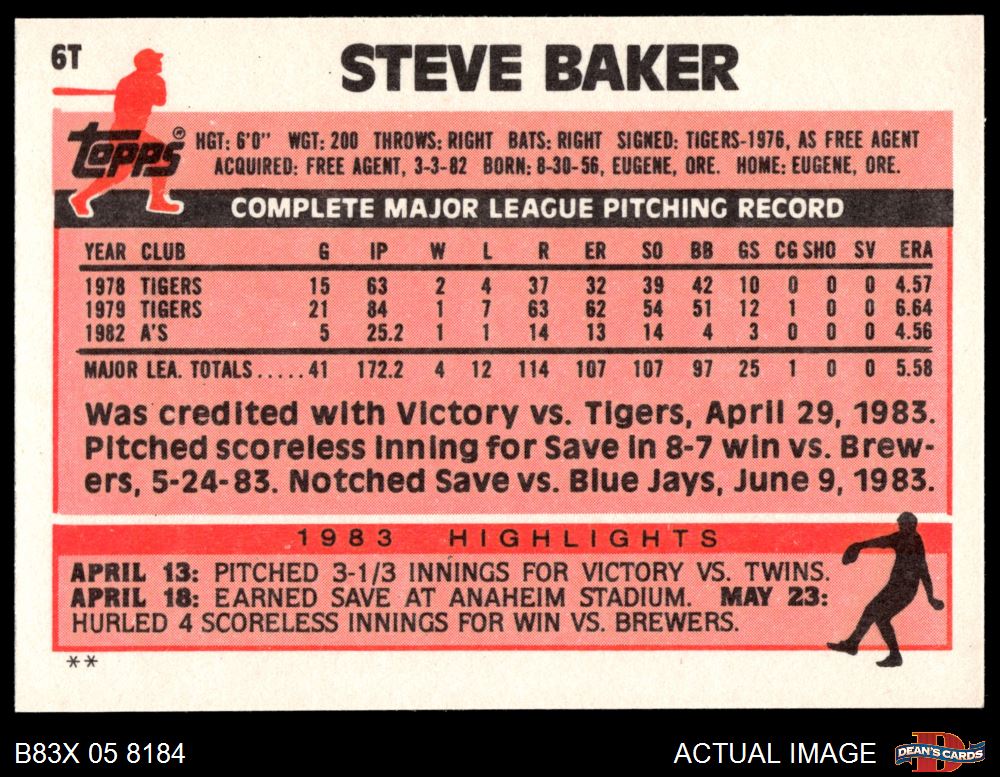 6T
STEVE BAKER
topps®
HGT: 6'0" WGT: 200 THROWS: RIGHT BATS: RIGHT SIGNED: TIGERS-1976, AS FREE AGENT
ACQUIRED: FREE AGENT, 3-3-82 BORN: 8-30-56, EUGENE, ORE. HOME: EUGENE, ORE.
COMPLETE MAJOR LEAGUE PITCHING RECORD
YEAR CLUB G IP W L R ER SO BB GS CG SHO SV ERA
1978 TIGERS 15 63 2 4 37 32 39 42 10 0 0 0 4.57
1979 TIGERS 21 84 1 7 63 62 54 51 12 1 0 0 6.64
1982 A'S 5 25.2 1 1 14 13 14 4 3 0 0 0 4.56
MAJOR LEA. TOTALS.....41 172.2 4 12 114 107 107 97 25 1 0 0 5.58
Was credited with Victory vs. Tigers, April 29, 1983.
Pitched scoreless inning for Save in 8-7 win vs. Brew-
ers, 5-24-83. Notched Save vs. Blue Jays, June 9, 1983.
1983 HIGHLIGHTS
APRIL 13: PITCHED 3-1/3 INNINGS FOR VICTORY VS. TWINS.
APRIL 18: EARNED SAVE AT ANAHEIM STADIUM. MAY 23:
HURLED 4 SCORELESS INNINGS FOR WIN VS. BREWERS.
**
B83X 05 8184
ACTUAL IMAGE
D
DEAN'S CARDS